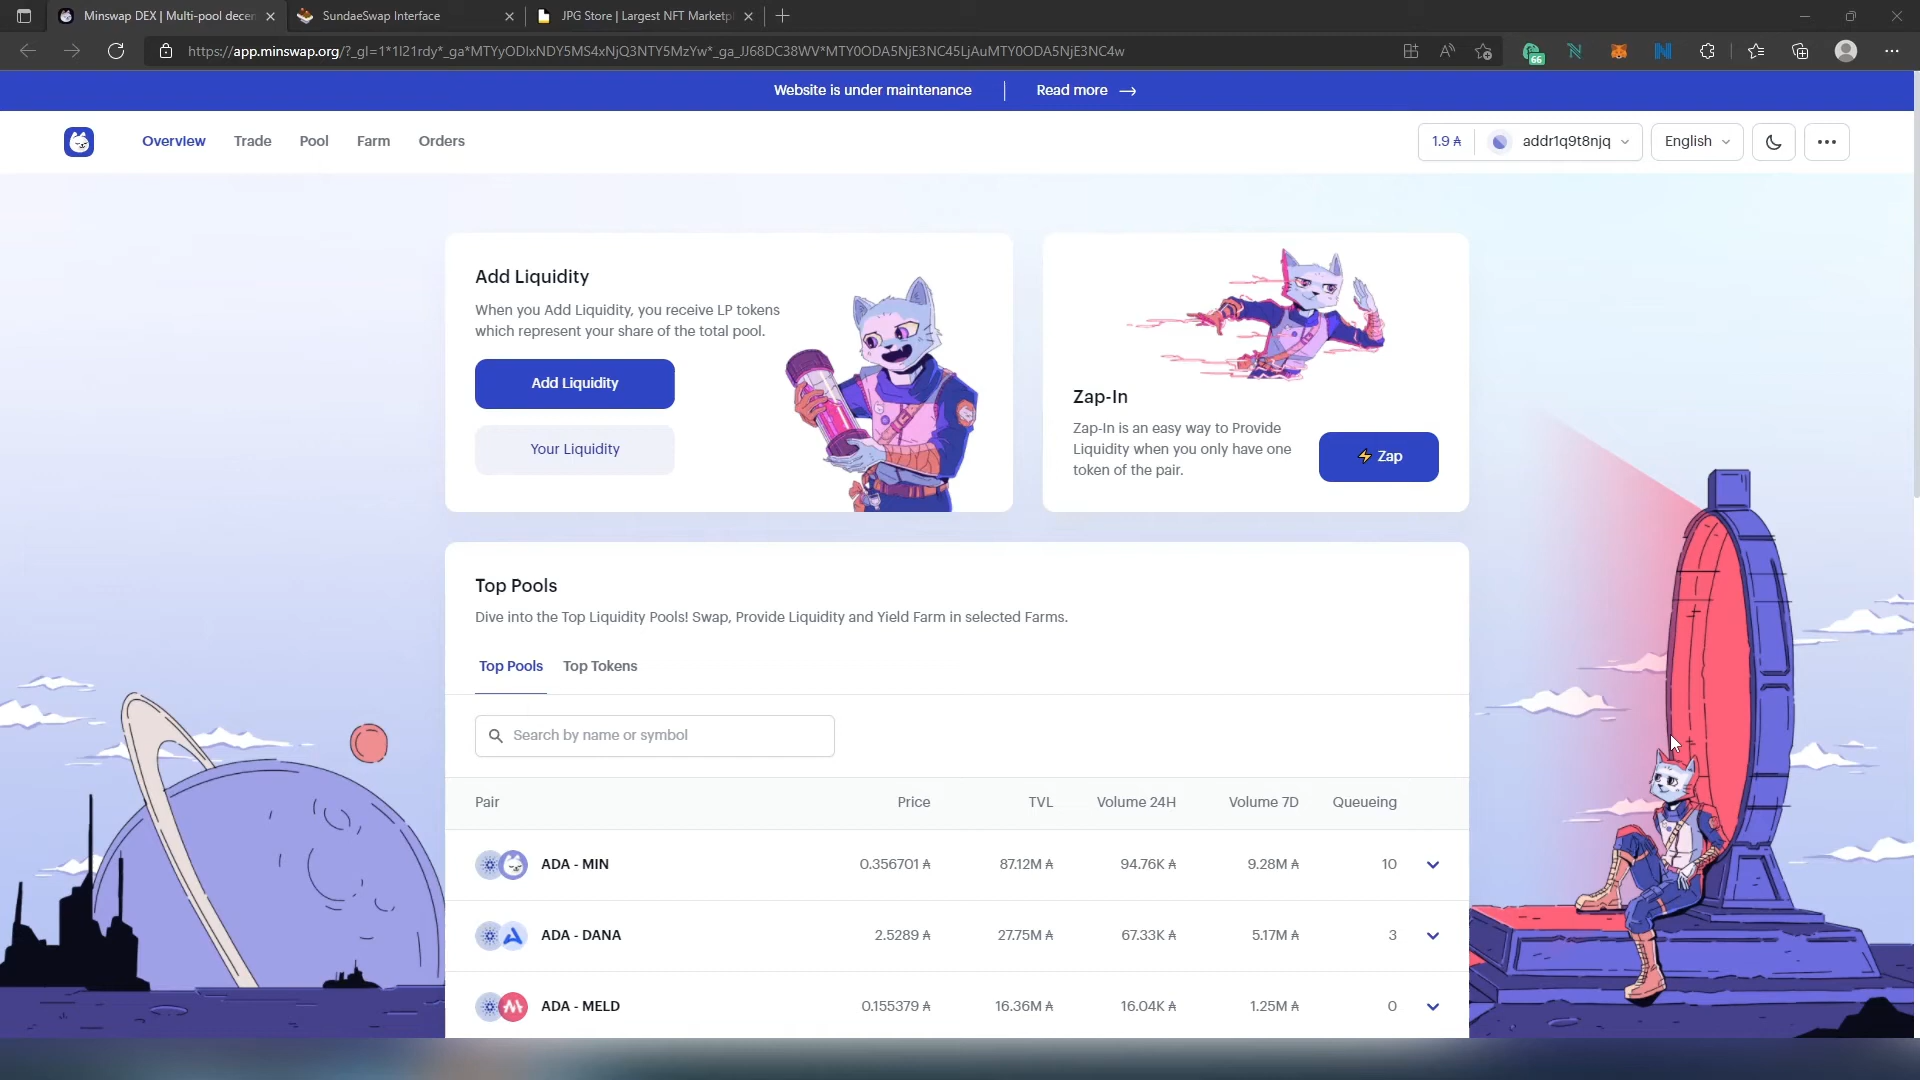 Minswap DEX | Multi-pool decen
SundaeSwap Interface
JPG Store | Largest NFT Marketpl
https://app.minswap.org/?_gl=1*1l21rdy*_ga*MTYyODIxNDY5MS4xNjQ3NTY5MzYw*_ga_JJ68DC38WV*MTY0ODA5NjE3NC45LjAuMTY0ODA5NjE3NC4w
66
Website is under maintenance
Read more →
Overview
Trade
Pool
Farm
Orders
1.9 ₳
addr1q9t8njq
English
Add Liquidity
When you Add Liquidity, you receive LP tokens
which represent your share of the total pool.
Add Liquidity
Your Liquidity
Zap-In
Zap-In is an easy way to Provide
Liquidity when you only have one
token of the pair.
⚡ Zap
Top Pools
Dive into the Top Liquidity Pools! Swap, Provide Liquidity and Yield Farm in selected Farms.
Top Pools Top Tokens
Search by name or symbol
Pair Price TVL Volume 24H Volume 7D Queueing
ADA - MIN 0.356701 ₳ 87.12M ₳ 94.76K ₳ 9.28M ₳ 10
ADA - DANA 2.5289 ₳ 27.75M ₳ 67.33K ₳ 5.17M ₳ 3
ADA - MELD 0.155379 ₳ 16.36M ₳ 16.04K ₳ 1.25M ₳ 0